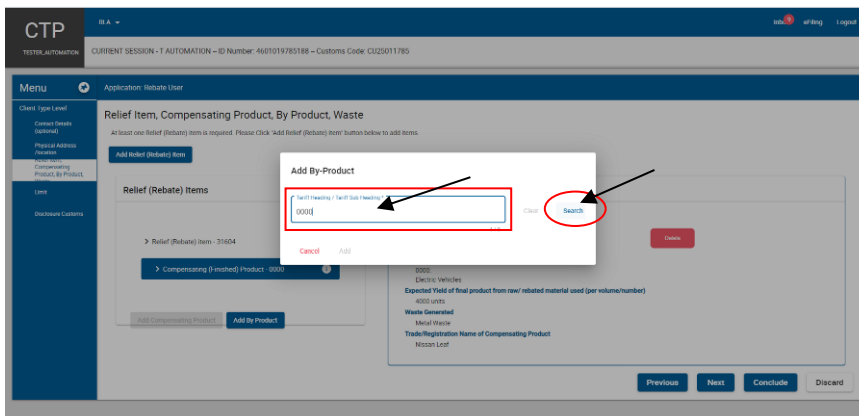 CTP
TESTER_AUTOMATION
RLA
eFiling
Logout
CURRENT SESSION - T AUTOMATION – ID Number: 4601019785188 – Customs Code: CU25011785
Menu
Application: Rebate User
Client Type Level
Contact Details
(optional)
Physical Address
/location
Relief Item,
Compensating
Product, By Product,
Waste
Limit
Disclosure Customs
Relief Item, Compensating Product, By Product, Waste
At least one Relief (Rebate) item is required. Please Click 'Add Relief (Rebate) Item' button below to add items.
Add Relief (Rebate) Item
Relief (Rebate) Items
Relief (Rebate) item - 31604
Compensating (Finished) Product - 0000
Add Compensating Product
Add By Product
Add By-Product
Tariff Heading / Tariff Sub Heading *
0000
Clear
Search
Cancel
Add
Delete
0000
Electric Vehicles
Expected Yield of final product from raw/ rebated material used (per volume/number)
4000 units
Waste Generated
Metal Waste
Trade/Registration Name of Compensating Product
Nissan Leaf
Previous
Next
Conclude
Discard